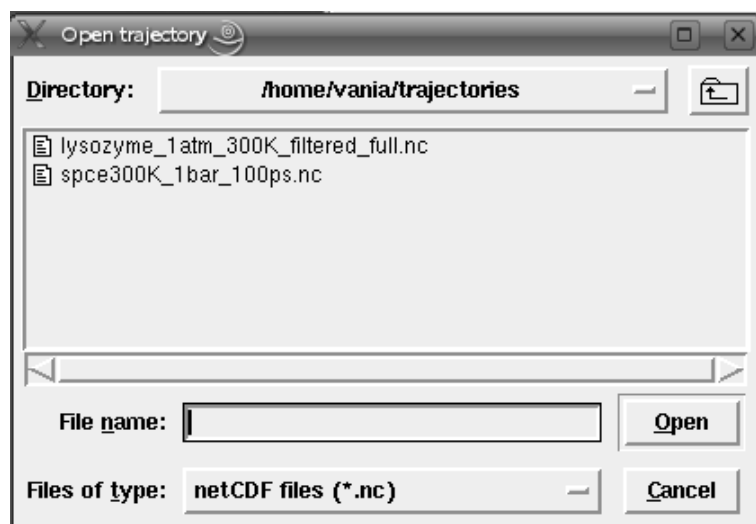 Open trajectory
Directory: /home/vania/trajectories
lysozyme_1atm_300K_filtered_full.nc
spce300K_1bar_100ps.nc
File name: Open
Files of type: netCDF files (*.nc) Cancel